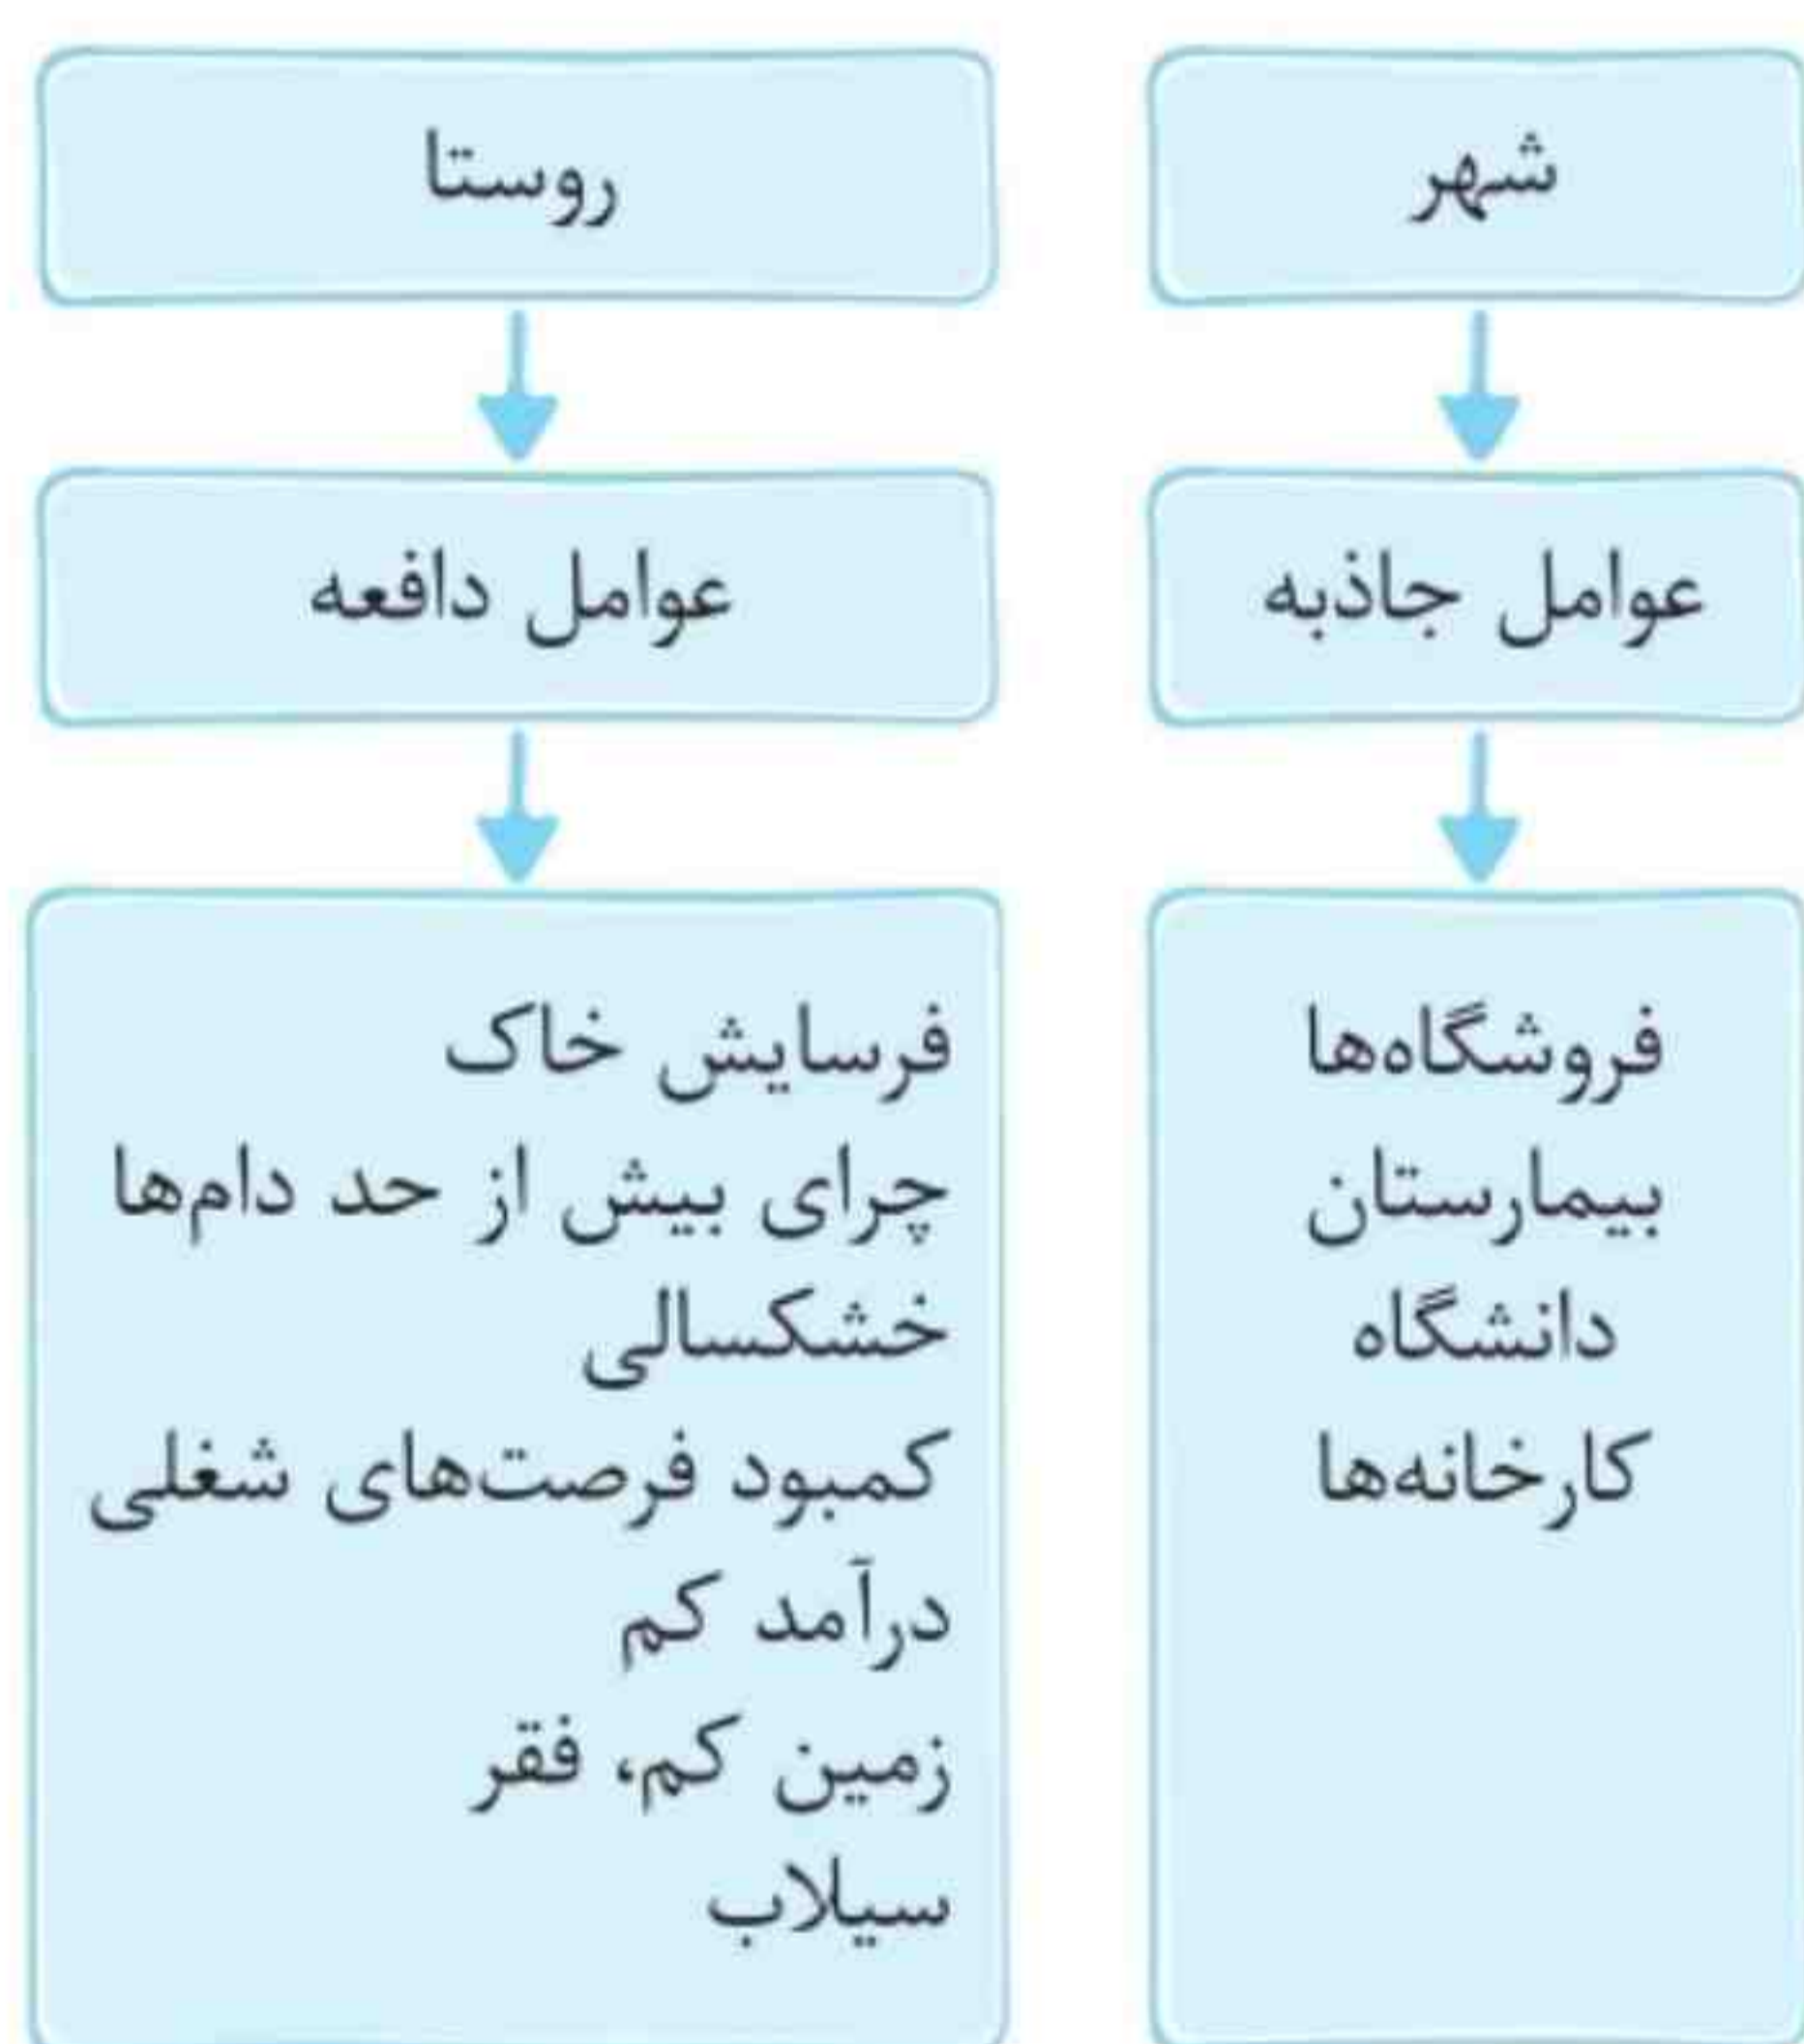 شهر
عوامل جاذبه
فروشگاه‌ها
بیمارستان
دانشگاه
کارخانه‌ها
روستا
عوامل دافعه
فرسایش خاک
چرای بیش از حد دام‌ها
خشکسالی
کمبود فرصت‌های شغلی
درآمد کم
زمین کم، فقر
سیلاب